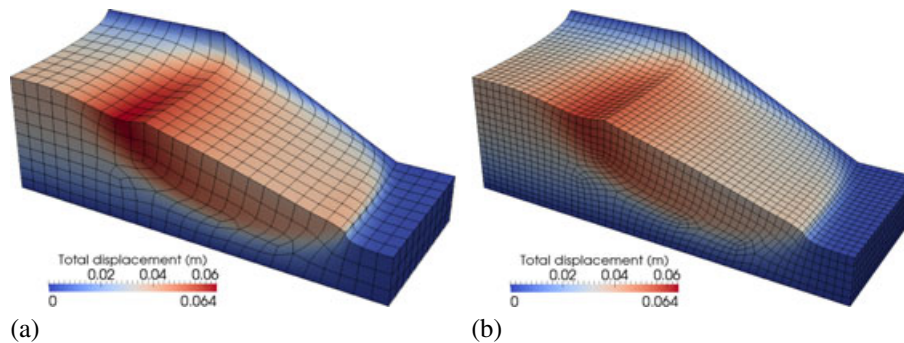 Total displacement (m)
0.02 0.04 0.06
0 0.064
(a)
Total displacement (m)
0.02 0.04 0.06
0 0.064
(b)